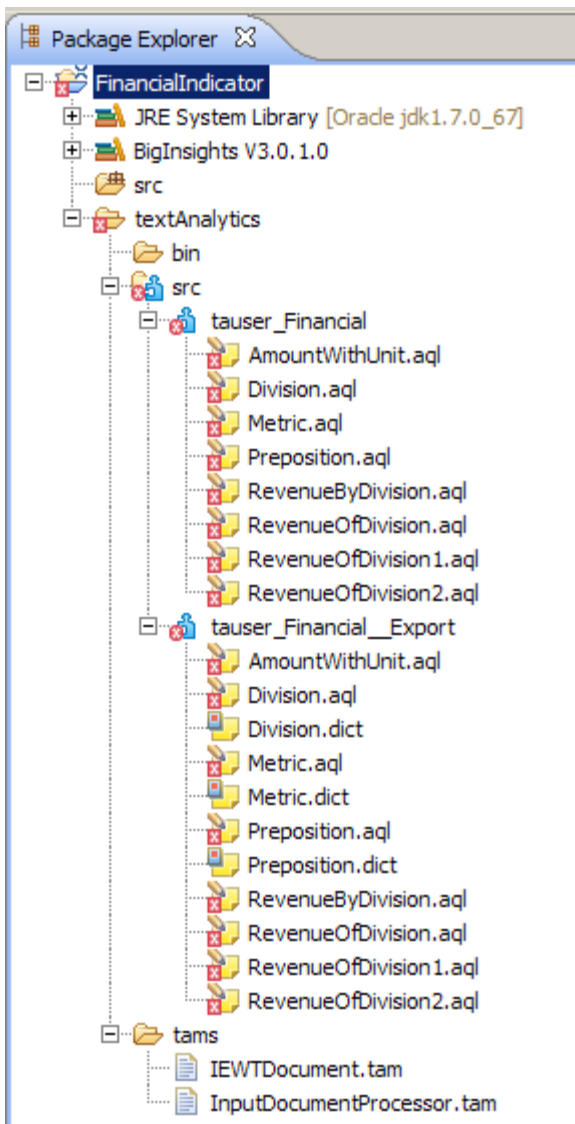 Package Explorer
FinancialIndicator
JRE System Library [Oracle jdk1.7.0_67]
BigInsights V3.0.1.0
src
textAnalytics
bin
src
tauser_Financial
AmountWithUnit.aql
Division.aql
Metric.aql
Preposition.aql
RevenueByDivision.aql
RevenueOfDivision.aql
RevenueOfDivision1.aql
RevenueOfDivision2.aql
tauser_Financial__Export
AmountWithUnit.aql
Division.aql
Division.dict
Metric.aql
Metric.dict
Preposition.aql
Preposition.dict
RevenueByDivision.aql
RevenueOfDivision.aql
RevenueOfDivision1.aql
RevenueOfDivision2.aql
tams
IEWTDocument.tam
InputDocumentProcessor.tam